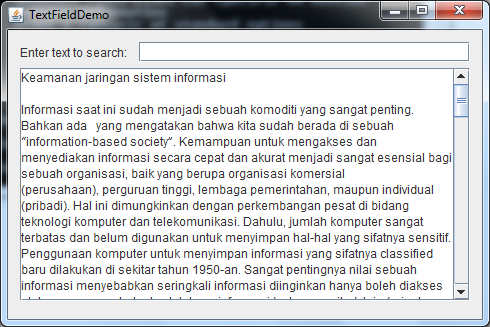 TextFieldDemo
Enter text to search:
Keamanan jaringan sistem informasi
Informasi saat ini sudah menjadi sebuah komoditi yang sangat penting.
Bahkan ada  yang mengatakan bahwa kita sudah berada di sebuah
“information-based society”. Kemampuan untuk mengakses dan
menyediakan informasi secara cepat dan akurat menjadi sangat esensial bagi
sebuah organisasi, baik yang berupa organisasi komersial
(perusahaan), perguruan tinggi, lembaga pemerintahan, maupun individual
(pribadi). Hal ini dimungkinkan dengan perkembangan pesat di bidang
teknologi komputer dan telekomunikasi. Dahulu, jumlah komputer sangat
terbatas dan belum digunakan untuk menyimpan hal-hal yang sifatnya sensitif.
Penggunaan komputer untuk menyimpan informasi yang sifatnya classified
baru dilakukan di sekitar tahun 1950-an. Sangat pentingnya nilai sebuah
informasi menyebabkan seringkali informasi diinginkan hanya boleh diakses